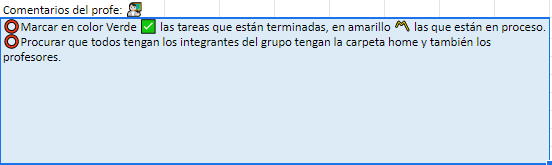 Comentarios del profe: 👨‍🏫
⭕Marcar en color Verde ✅ las tareas que están terminadas, en amarillo 〽️ las que están en proceso.
⭕Procurar que todos tengan los integrantes del grupo tengan la carpeta home y también los
profesores.